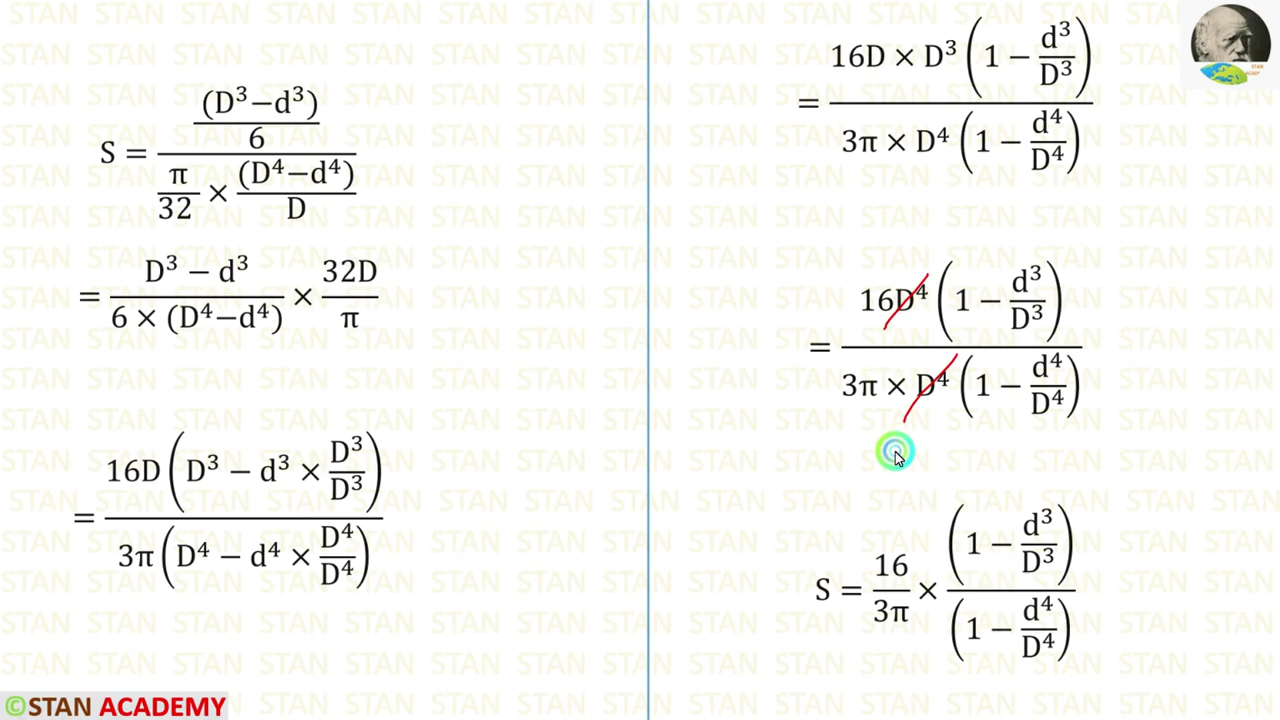 S = ((D³−d³)/6) / (π/32 × (D⁴−d⁴)/D)
= (D³ − d³)/(6 × (D⁴−d⁴)) × 32D/π
= 16D (D³ − d³ × D³/D³) / 3π (D⁴ − d⁴ × D⁴/D⁴)
= 16D × D³ (1 − d³/D³) / 3π × D⁴ (1 − d⁴/D⁴)
= 16D⁴ (1 − d³/D³) / 3π × D⁴ (1 − d⁴/D⁴)
S = 16/3π × (1 − d³/D³) / (1 − d⁴/D⁴)
©STAN ACADEMY